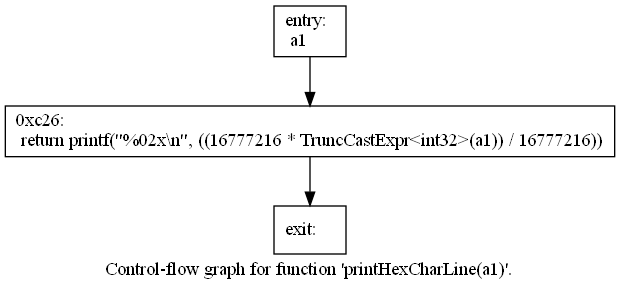 entry:
a1
0xc26:
return printf("%02x\n", ((16777216 * TruncCastExpr<int32>(a1)) / 16777216))
exit:
Control-flow graph for function 'printHexCharLine(a1)'.